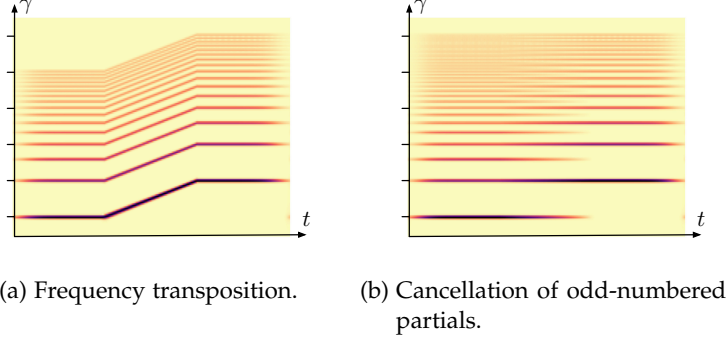 γ
γ
t
t
(a) Frequency transposition.
(b) Cancellation of odd-numbered
partials.